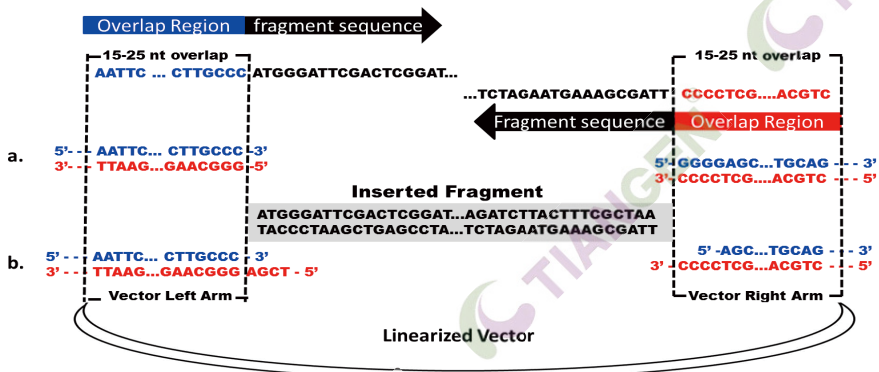 Overlap Region fragment sequence
15-25 nt overlap
15-25 nt overlap
AATTC ... CTTGCCC ATGGGATTCGACTCGGAT...
...TCTAGAATGAAAGCGATT CCCCTCG....ACGTC
Fragment sequence Overlap Region
a.
5'- - - AATTC... CTTGCCC -3'
3'- - - TTAAG...GAACGGG -5'
5'- GGGGAGC...TGCAG - - - 3'
3'- CCCCTCG....ACGTC - - - 5'
Inserted Fragment
ATGGGATTCGACTCGGAT...AGATCTTACTTTCGCTAA
TACCCTAAGCTGAGCCTA...TCTAGAATGAAAGCGATT
b.
5' - - AATTC... CTTGCCC - 3'
3' - - TTAAG...GAACGGG AGCT - 5'
5' -AGC...TGCAG - - 3'
3' - CCCCTCG...ACGTC - - - 5'
Vector Left Arm
Vector Right Arm
Linearized Vector
TIANGEN